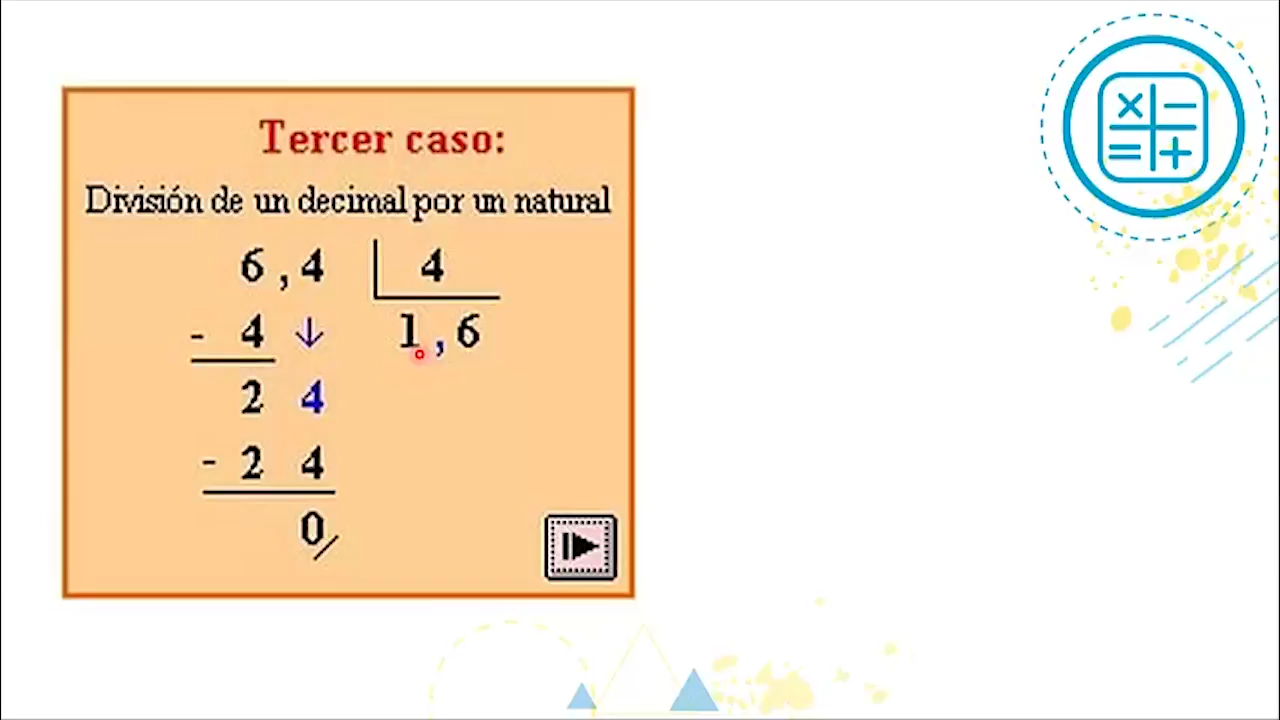 Tercer caso:
División de un decimal por un natural
6,4 4
- 4 ↓ 1,6
2 4
- 2 4
0